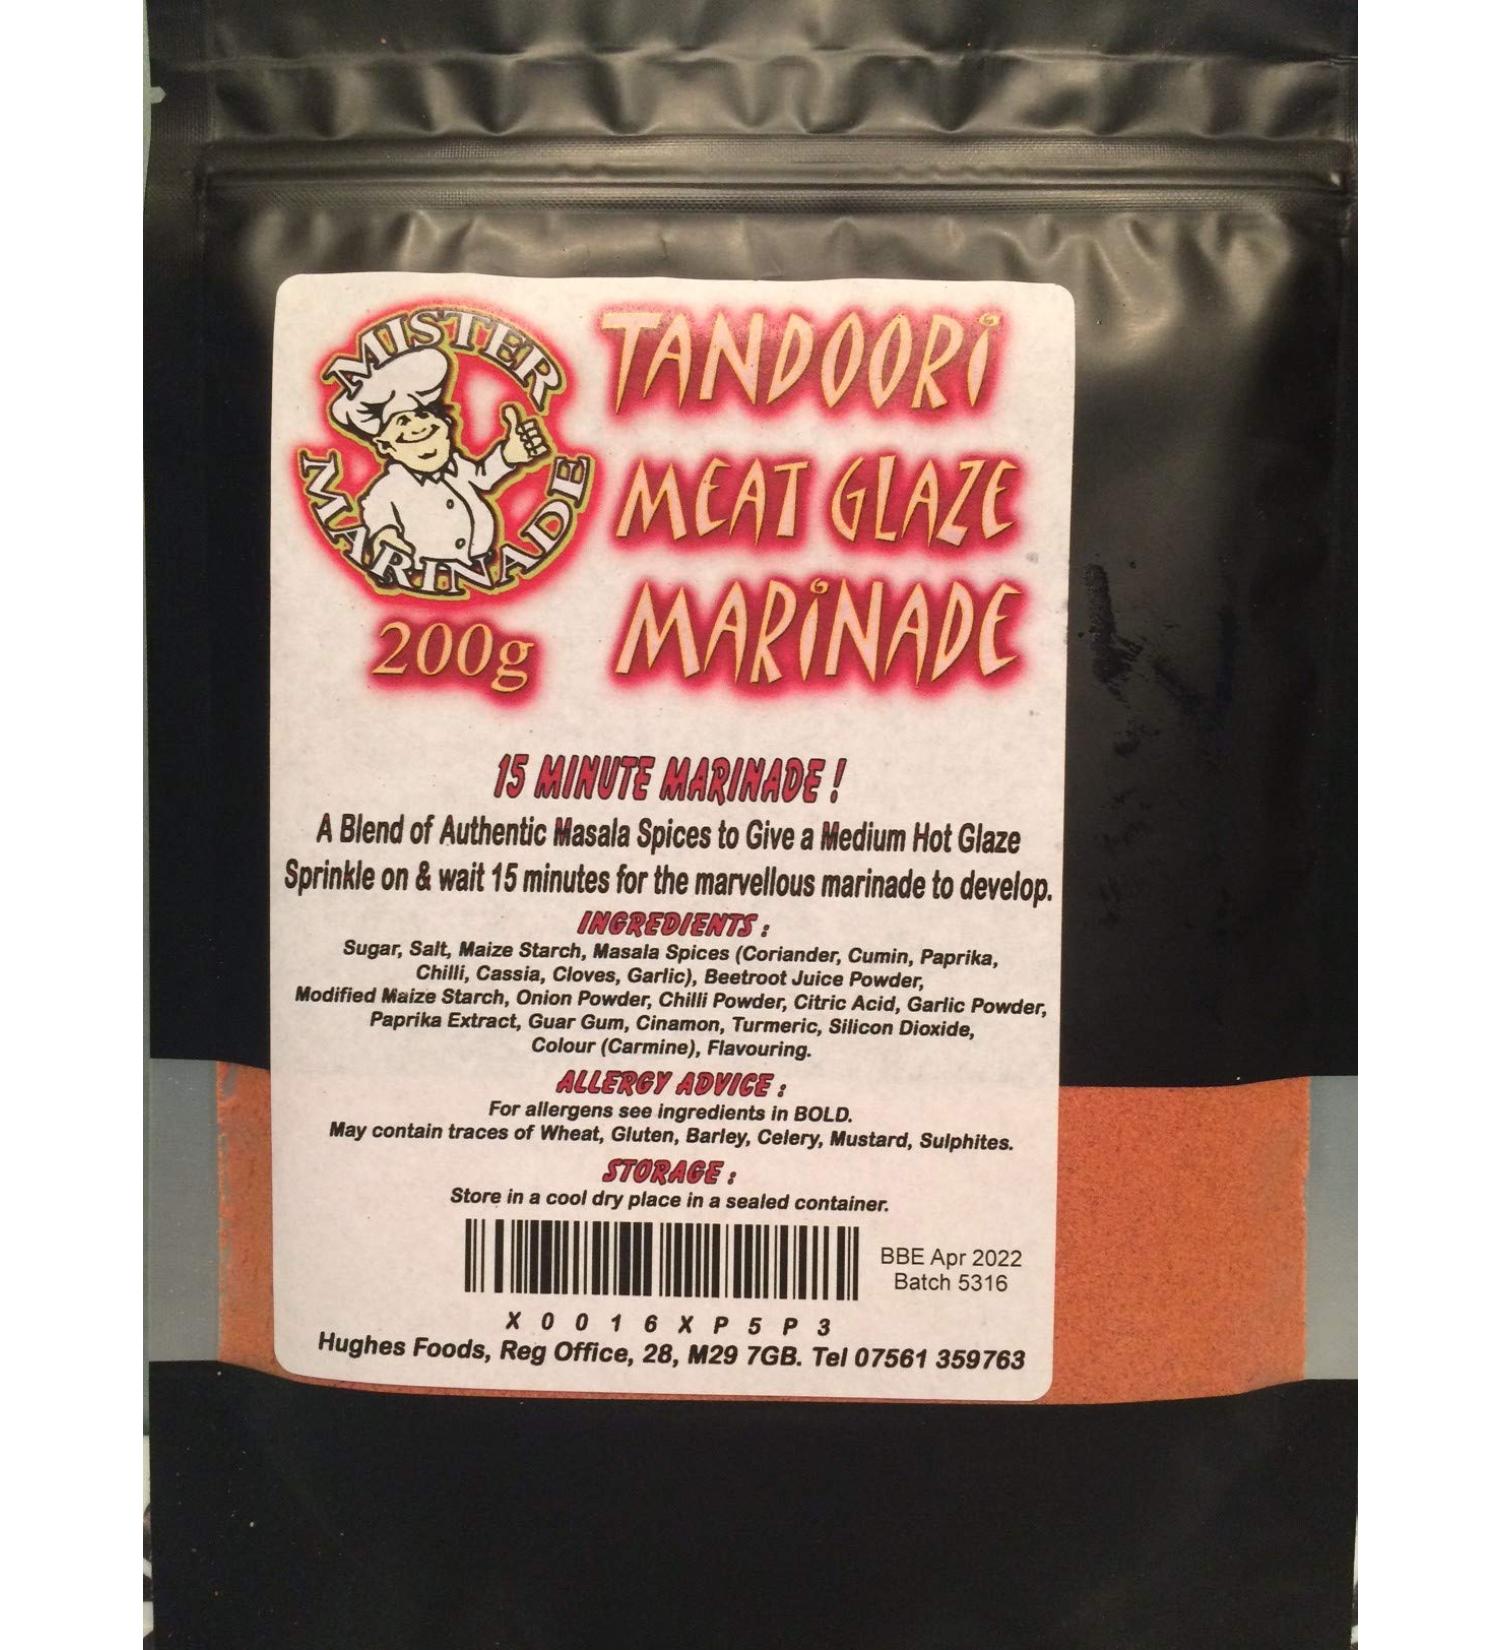 MISTER
MARINADE
200g
TANDOORi
MEAT GLAZE
MARiNADE
15 MINUTE MARINADE !
A Blend of Authentic Masala Spices to Give a Medium Hot Glaze
Sprinkle on & wait 15 minutes for the marvellous marinade to develop.
INGREDIENTS :
Sugar, Salt, Maize Starch, Masala Spices (Coriander, Cumin, Paprika,
Chilli, Cassia, Cloves, Garlic), Beetroot Juice Powder,
Modified Maize Starch, Onion Powder, Chilli Powder, Citric Acid, Garlic Powder,
Paprika Extract, Guar Gum, Cinamon, Turmeric, Silicon Dioxide,
Colour (Carmine), Flavouring.
ALLERGY ADVICE :
For allergens see ingredients in BOLD.
May contain traces of Wheat, Gluten, Barley, Celery, Mustard, Sulphites.
STORAGE :
Store in a cool dry place in a sealed container.
BBE Apr 2022
Batch 5316
X 0 0 1 6 X P 5 P 3
Hughes Foods, Reg Office, 28, M29 7GB. Tel 07561 359763